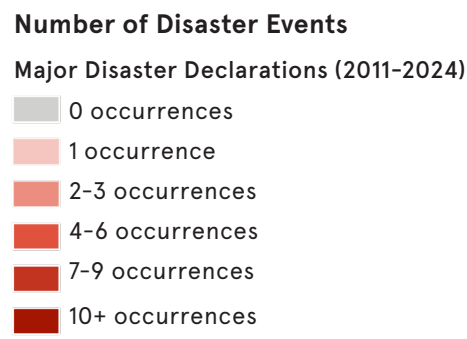 Number of Disaster Events
Major Disaster Declarations (2011-2024)
0 occurrences
1 occurrence
2-3 occurrences
4-6 occurrences
7-9 occurrences
10+ occurrences